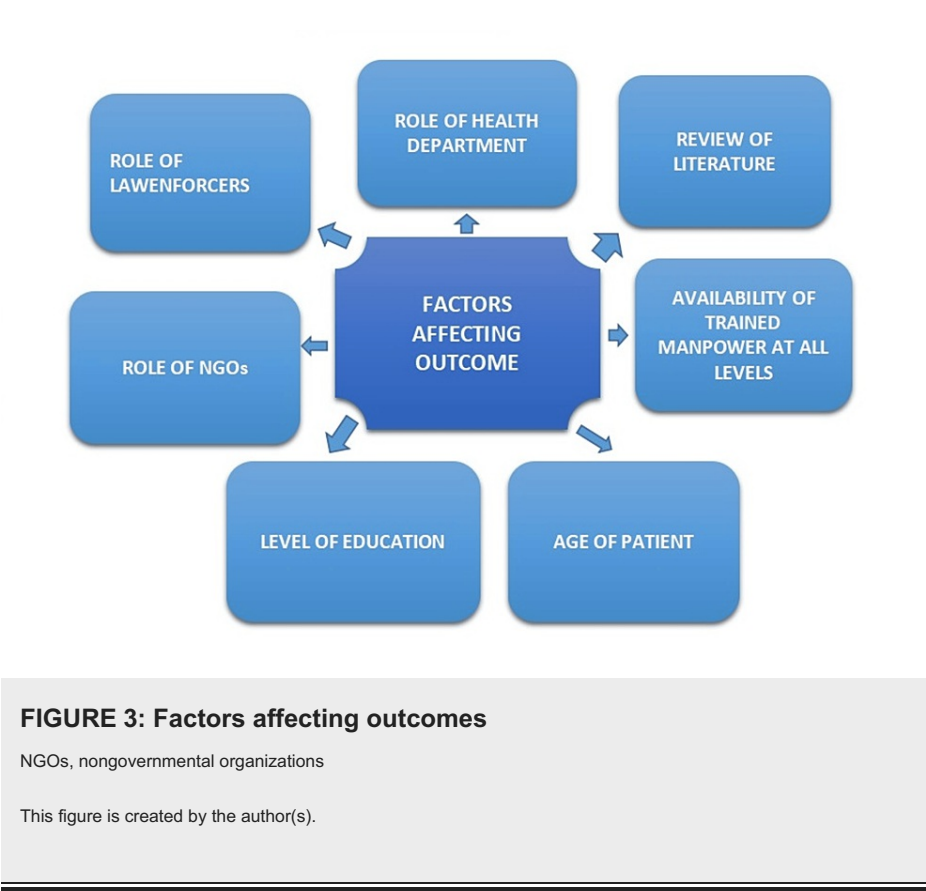 ROLE OF HEALTH
DEPARTMENT
REVIEW OF
LITERATURE
ROLE OF
LAWENFORCERS
FACTORS
AFFECTING
OUTCOME
AVAILABILITY OF
TRAINED
MANPOWER AT ALL
LEVELS
ROLE OF NGOs
LEVEL OF EDUCATION
AGE OF PATIENT
FIGURE 3: Factors affecting outcomes
NGOs, nongovernmental organizations
This figure is created by the author(s).